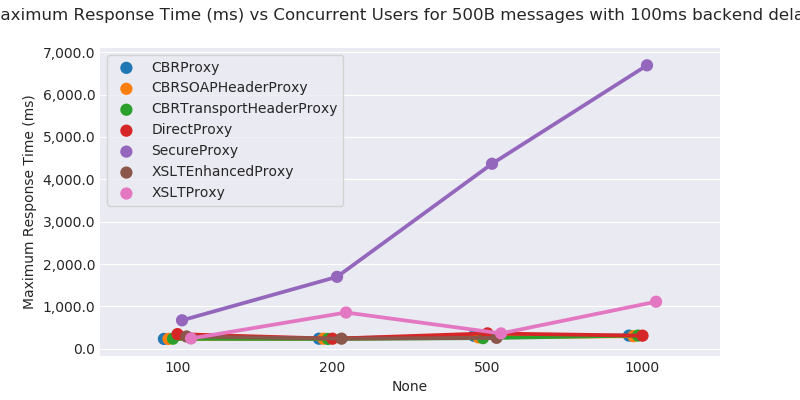 aximum Response Time (ms) vs Concurrent Users for 500B messages with 100ms backend dela
7,000.0
6,000.0
5,000.0
4,000.0
3,000.0
2,000.0
1,000.0
0.0
Maximum Response Time (ms)
CBRProxy
CBRSOAPHeaderProxy
CBRTransportHeaderProxy
DirectProxy
SecureProxy
XSLTEnhancedProxy
XSLTProxy
100 200 500 1000
None